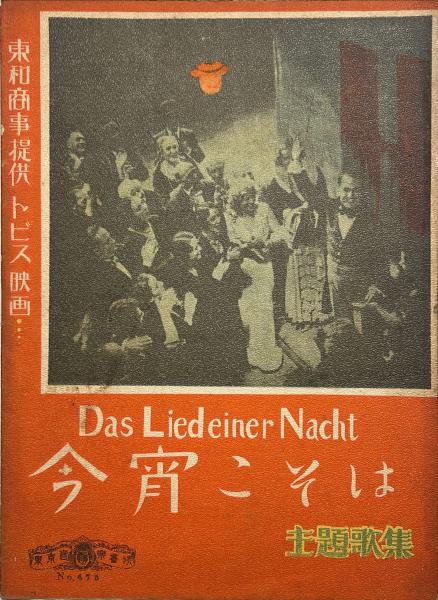 東和商事提供 トビス映画・・・
Das Lied einer Nacht
今宵こそは
主題歌集
No. 678